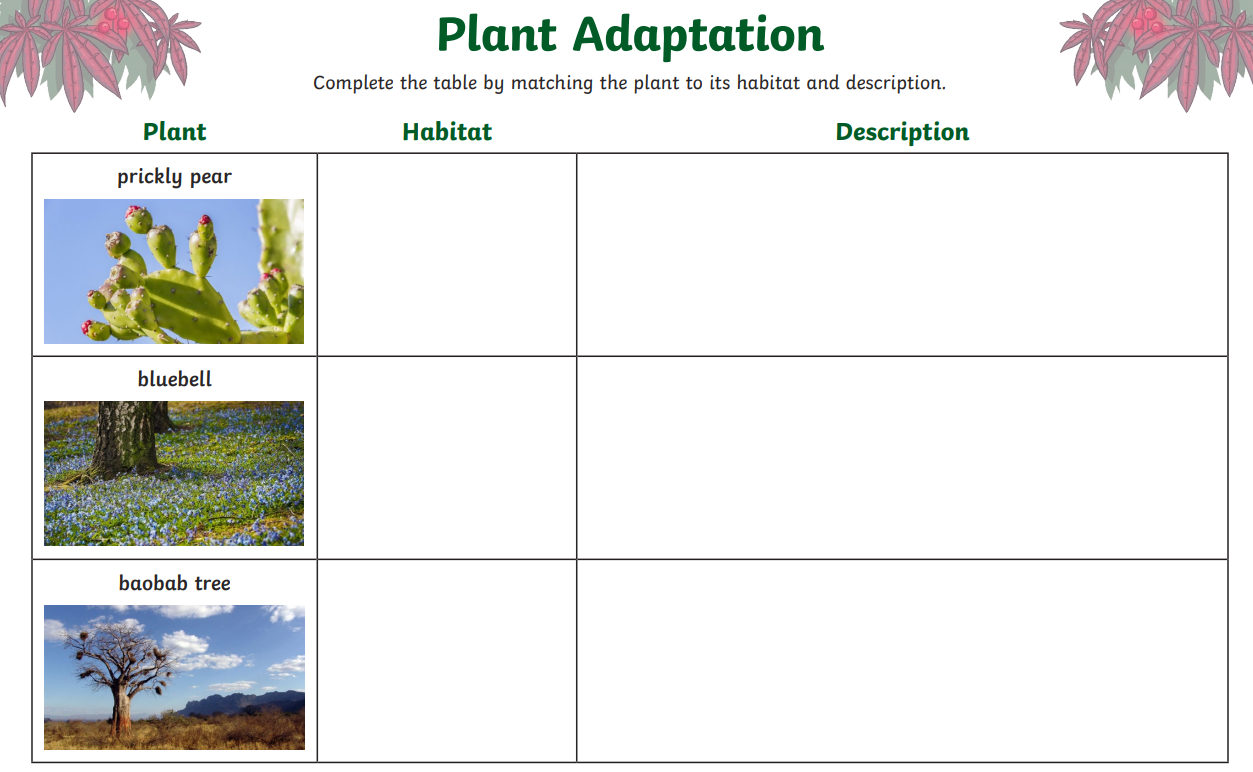 Plant Adaptation
Complete the table by matching the plant to its habitat and description.
Plant Habitat Description
prickly pear
bluebell
baobab tree